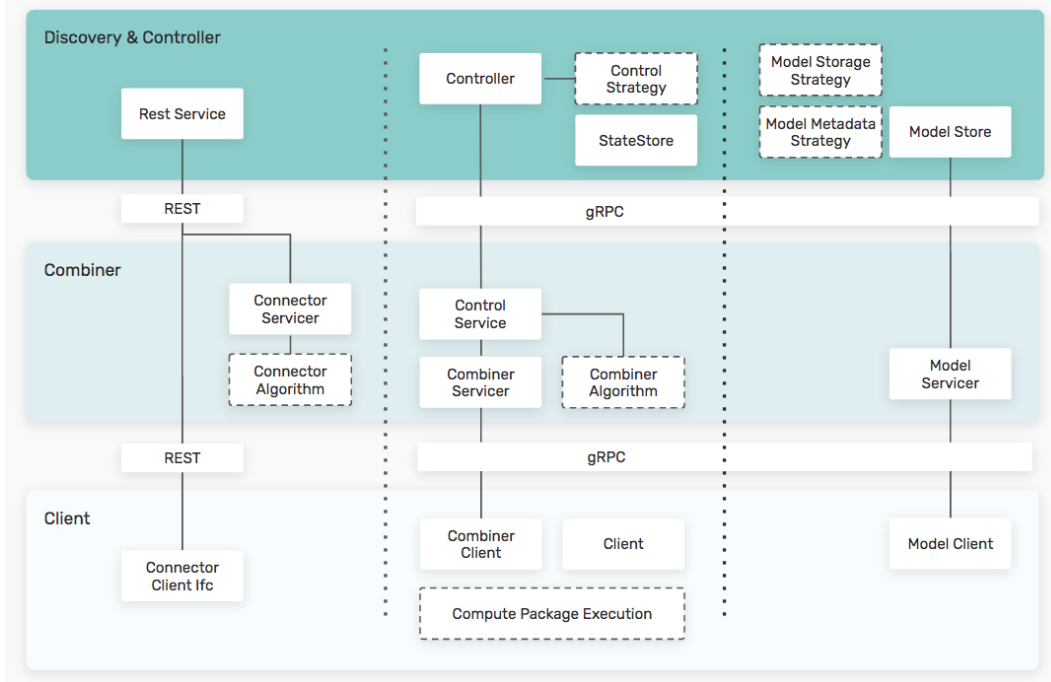 Discovery & Controller
Rest Service
Controller
Control
Strategy
StateStore
Model Storage
Strategy
Model Metadata
Strategy
Model Store
REST
gRPC
Combiner
Connector
Servicer
Connector
Algorithm
Control
Service
Combiner
Servicer
Combiner
Algorithm
Model
Servicer
REST
gRPC
Client
Connector
Client Ifc
Combiner
Client
Client
Compute Package Execution
Model Client